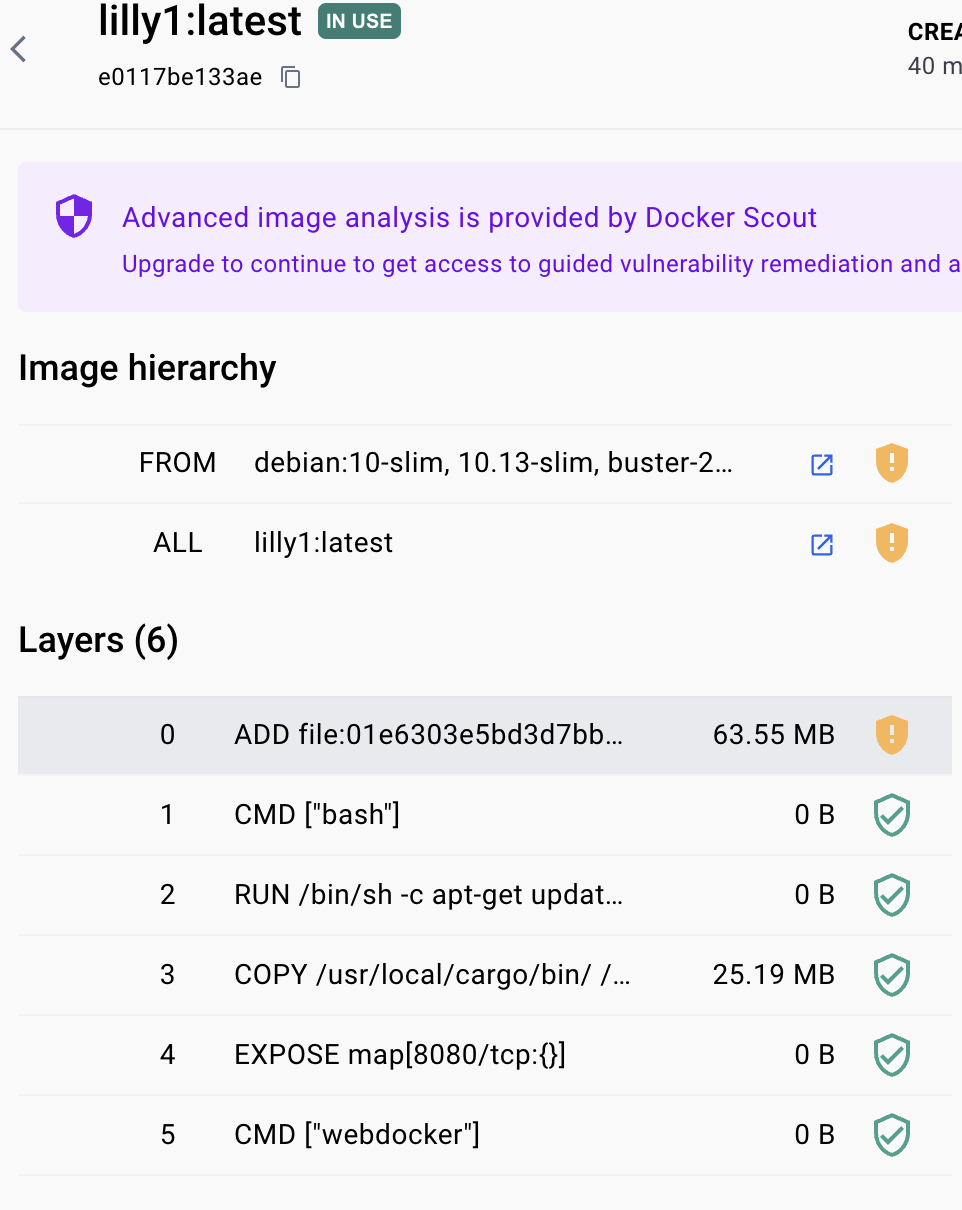 lilly1:latest IN USE
CREA
e0117be133ae
40 m
Advanced image analysis is provided by Docker Scout
Upgrade to continue to get access to guided vulnerability remediation and a
Image hierarchy
FROM debian:10-slim, 10.13-slim, buster-2…
ALL lilly1:latest
Layers (6)
0 ADD file:01e6303e5bd3d7bb… 63.55 MB
1 CMD ["bash"] 0 B
2 RUN /bin/sh -c apt-get updat… 0 B
3 COPY /usr/local/cargo/bin/ /… 25.19 MB
4 EXPOSE map[8080/tcp:{}] 0 B
5 CMD ["webdocker"] 0 B